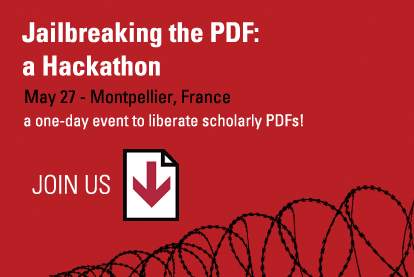 Jailbreaking the PDF:
a Hackathon
May 27 - Montpellier, France
a one-day event to liberate scholarly PDFs!
JOIN US